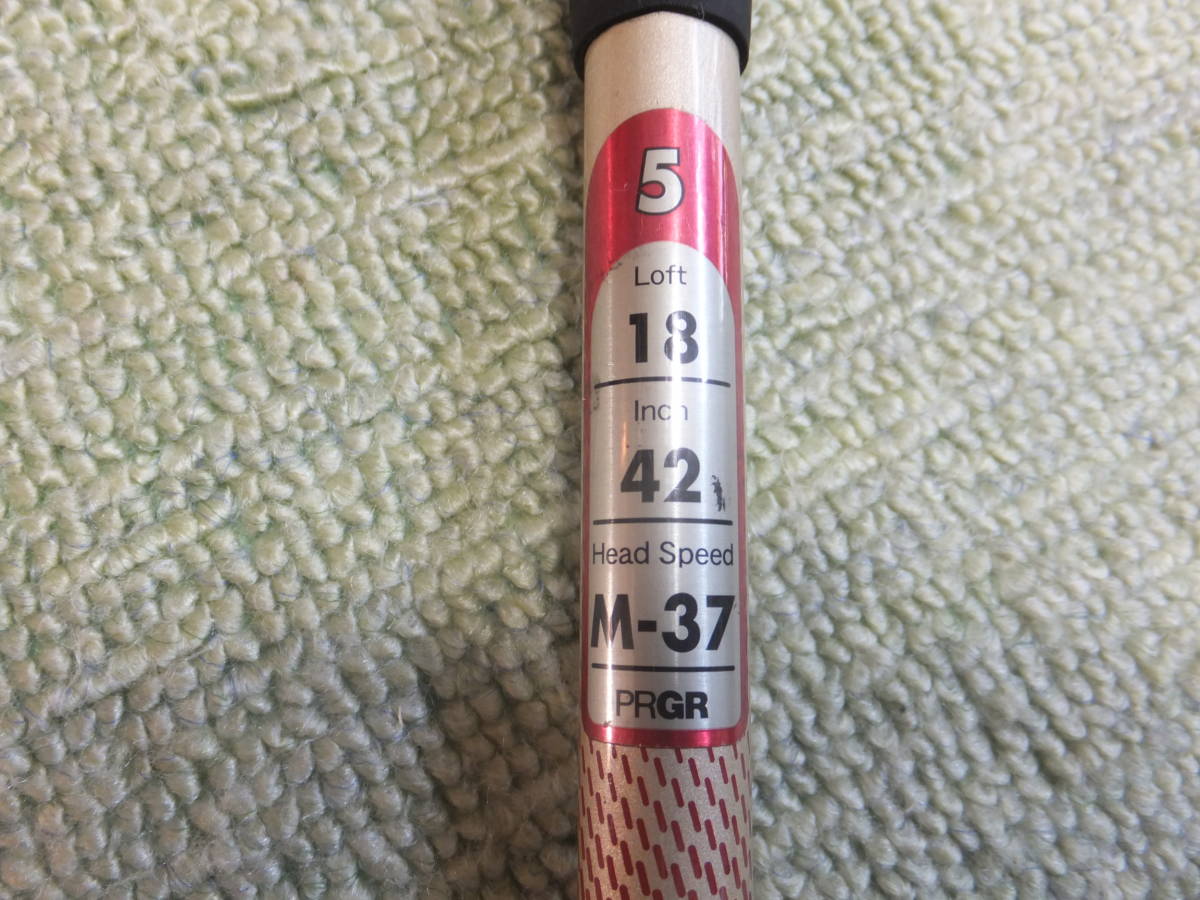 5
Loft
18
Inch
42
Head Speed
M-37
PRGR